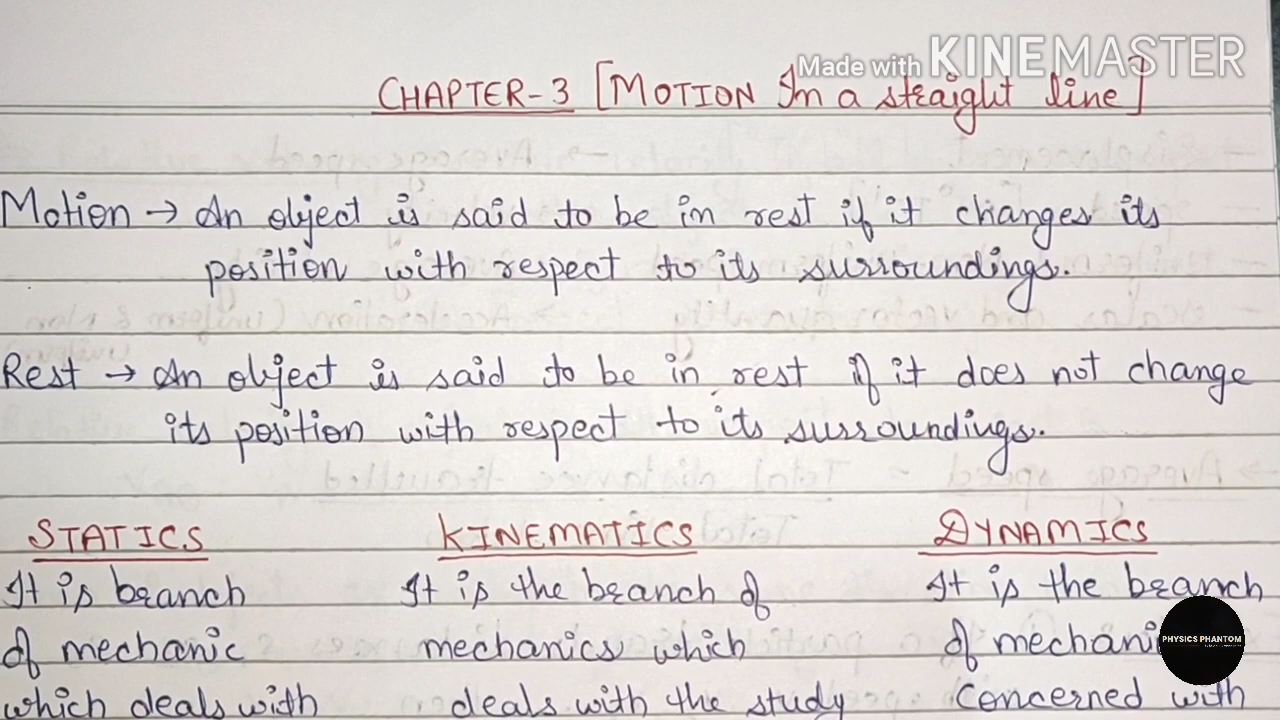 Made with KINEMASTER
CHAPTER-3 [MOTION In a straight line]
Motion → An object is said to be in rest if it changes its
position with respect to its surroundings.
Rest → An object is said to be in rest if it does not change
its position with respect to its surroundings.
STATICS KINEMATICS DYNAMICS
It is branch It is the branch of It is the branch
of mechanic mechanics which of mechani
PHYSICS PHANTOM
which deals with deals with the study concerned with